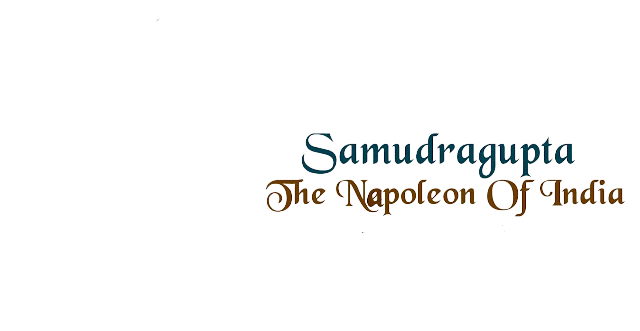 Samudragupta
The Napoleon Of India